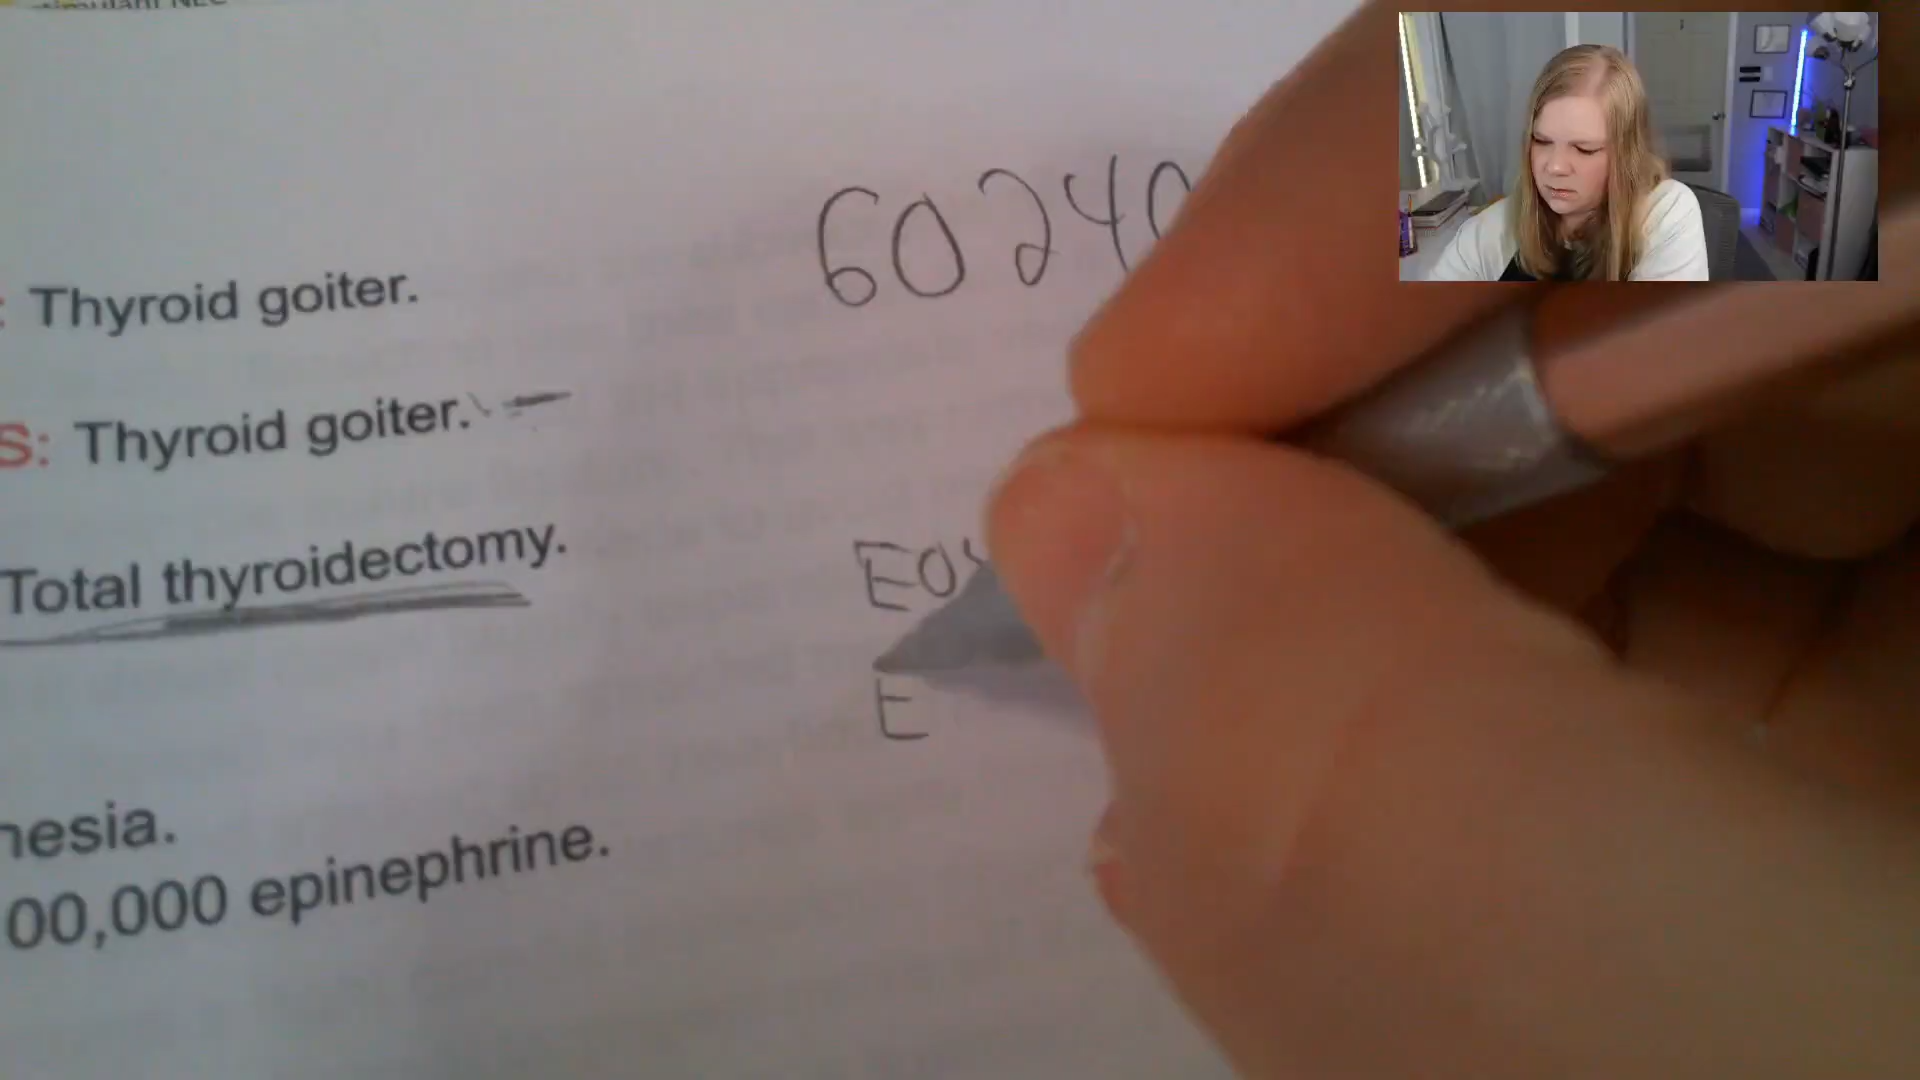 60240
: Thyroid goiter.
S: Thyroid goiter.
Total thyroidectomy.
E0
E
nesia.
00,000 epinephrine.